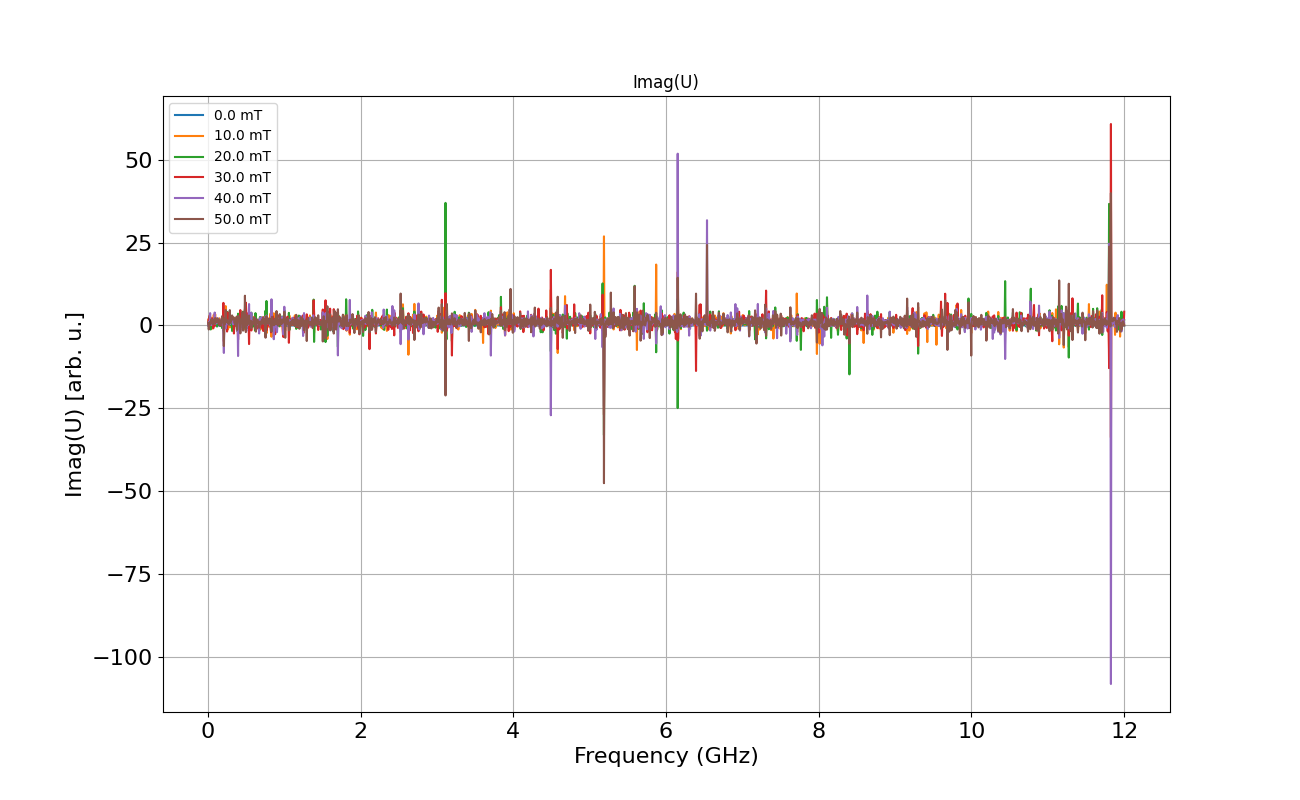 Imag(U)
0.0 mT
10.0 mT
20.0 mT
30.0 mT
40.0 mT
50.0 mT
50
25
0
−25
−50
−75
−100
Imag(U) [arb. u.]
0 2 4 6 8 10 12
Frequency (GHz)